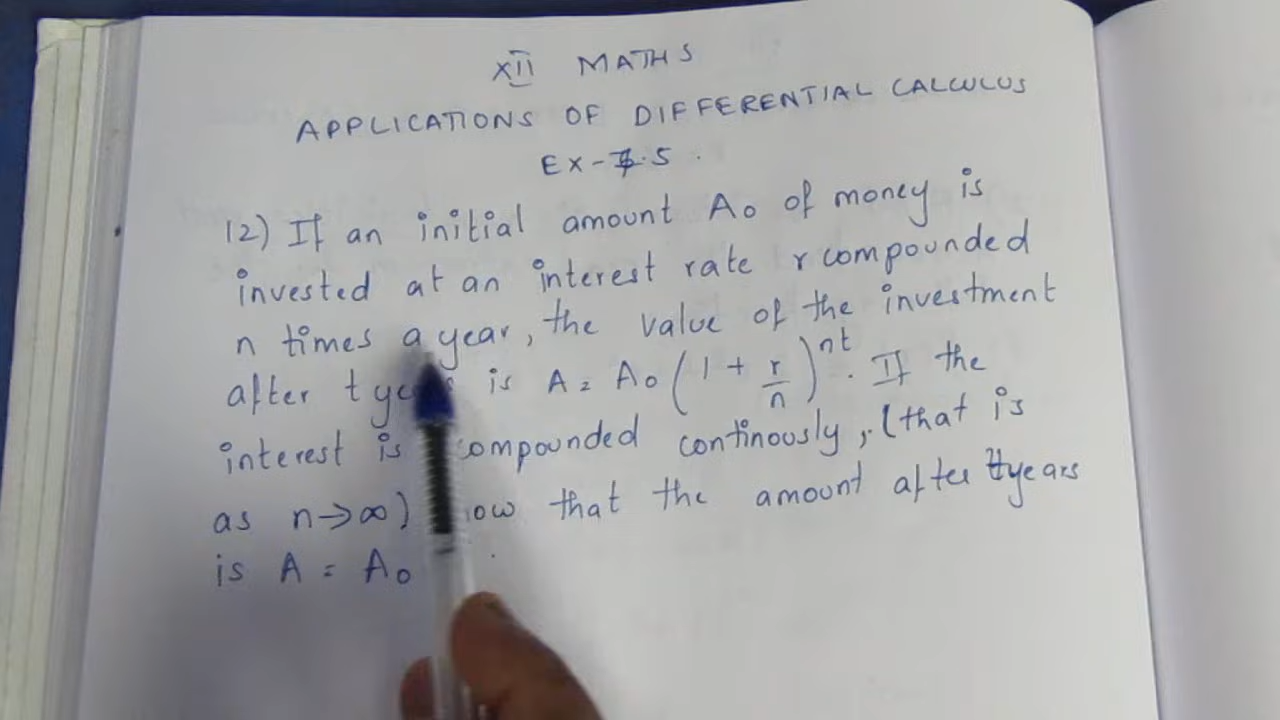 XII MATHS
APPLICATIONS OF DIFFERENTIAL CALCULUS
EX-7.5.
12) If an initial amount A₀ of money is
invested at an interest rate r compounded
n times a year, the value of the investment
after t is A = A₀(1 + r/n)^nt. If the
interest is compounded continously, (that is
as n→∞) that the amount after t years
is A = A₀